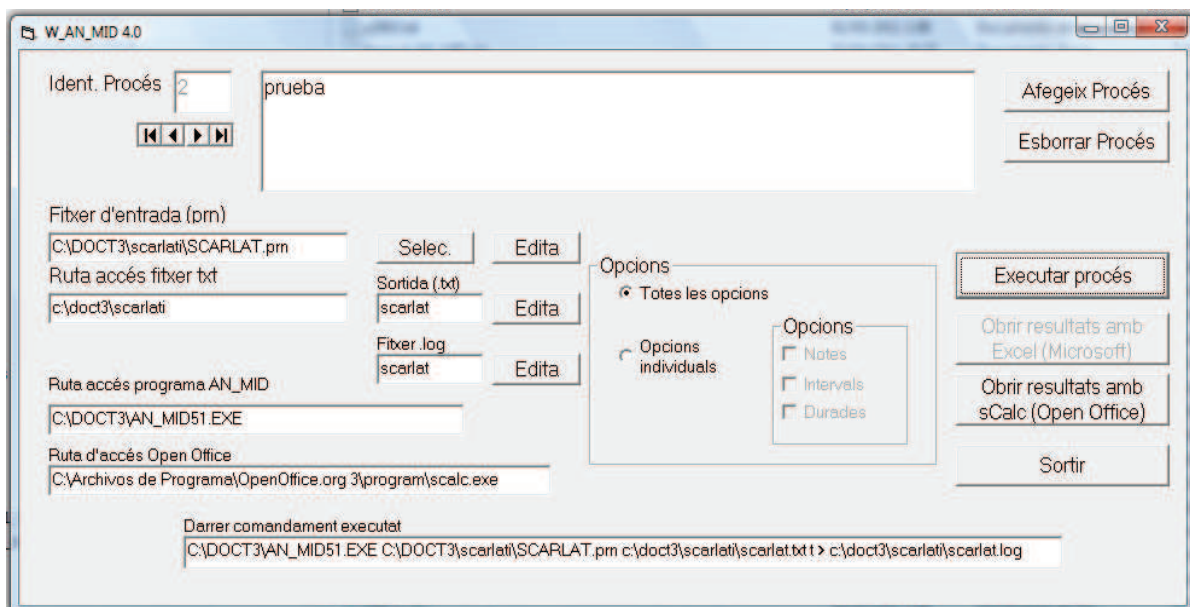 W_AN_MID 4.0
Ident. Procés 2
prueba
Afegeix Procés
Esborrar Procés
Fitxer d'entrada (prn)
C:\DOCT3\scarlati\SCARLAT.prn
Selec.
Edita
Ruta accés fitxer txt
c:\doct3\scarlati
Sortida (.txt)
scarlat
Edita
Fitxer .log
scarlat
Edita
Opcions
Totes les opcions
Opcions
individuals
Opcions
Notes
Intervals
Durades
Executar procés
Obrir resultats amb
Excel (Microsoft)
Obrir resultats amb
sCalc (Open Office)
Sortir
Ruta accés programa AN_MID
C:\DOCT3\AN_MID51.EXE
Ruta d'accés Open Office
C:\Archivos de Programa\OpenOffice.org 3\program\scalc.exe
Darrer comandament executat
C:\DOCT3\AN_MID51.EXE C:\DOCT3\scarlati\SCARLAT.prn c:\doct3\scarlati\scarlat.txt t > c:\doct3\scarlati\scarlat.log